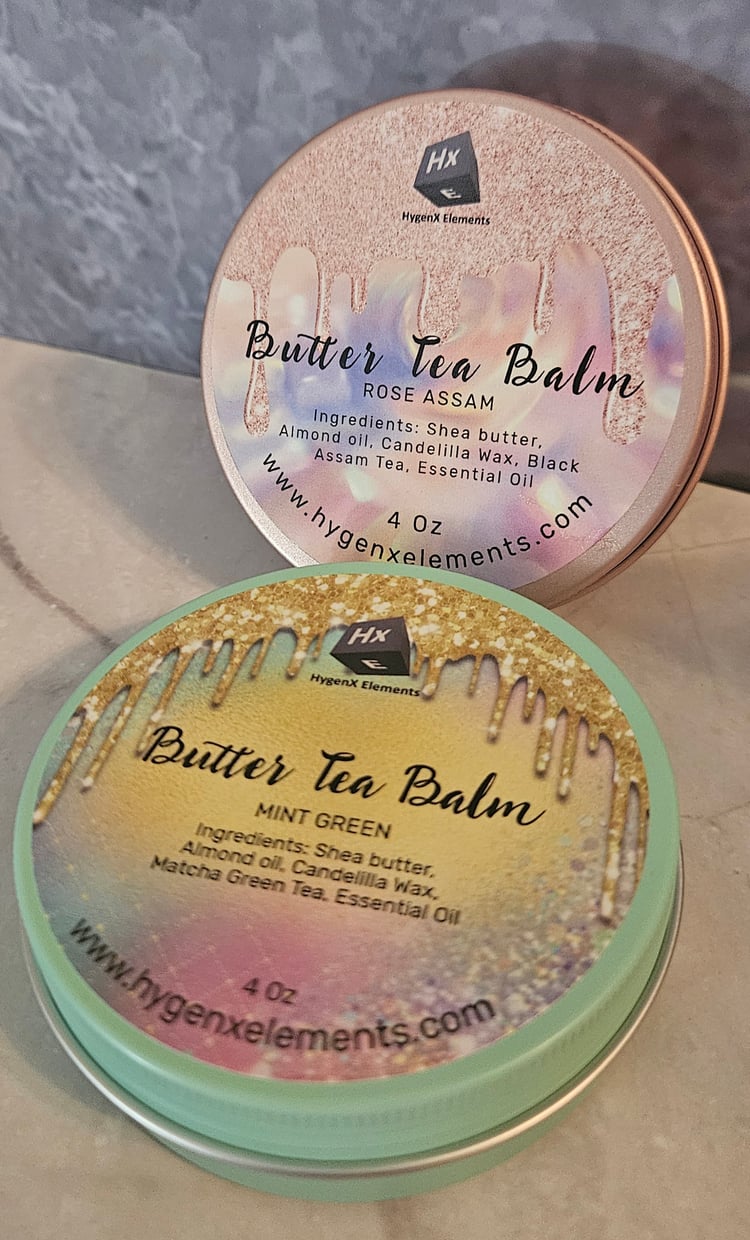 Hx
E
HygenX Elements
Butter Tea Balm
ROSE ASSAM
Ingredients: Shea butter,
Almond oil, Candelilla Wax, Black
Assam Tea, Essential Oil
4 Oz
www.hygenxelements.com
Hx
E
HygenX Elements
Butter Tea Balm
MINT GREEN
Ingredients: Shea butter,
Almond oil, Candelilla Wax,
Matcha Green Tea, Essential Oil
4 Oz
www.hygenxelements.com